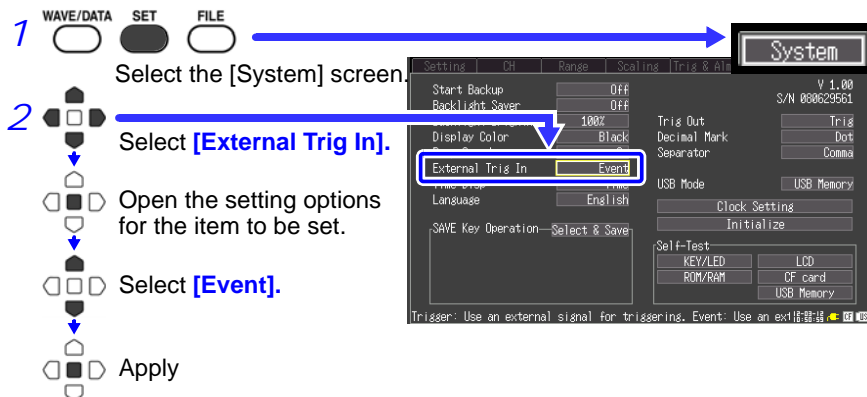 1 WAVE/DATA SET FILE
Select the [System] screen.
2
Select [External Trig In].
Open the setting options
for the item to be set.
Select [Event].
Apply
System
Setting CH Range Scaling Trig & Alm
V 1.00
S/N 080629561
Start Backup Off
Backlight Saver Off
100%
Display Color Black
External Trig In Event
Language English
SAVE Key Operation Select & Save
Trig Out Trig
Decimal Mark Dot
Separator Comma
USB Mode USB Memory
Clock Setting
Initialize
Self-Test
KEY/LED LCD
ROM/RAM CF card
USB Memory
Trigger: Use an external signal for triggering. Event: Use an ext
CF